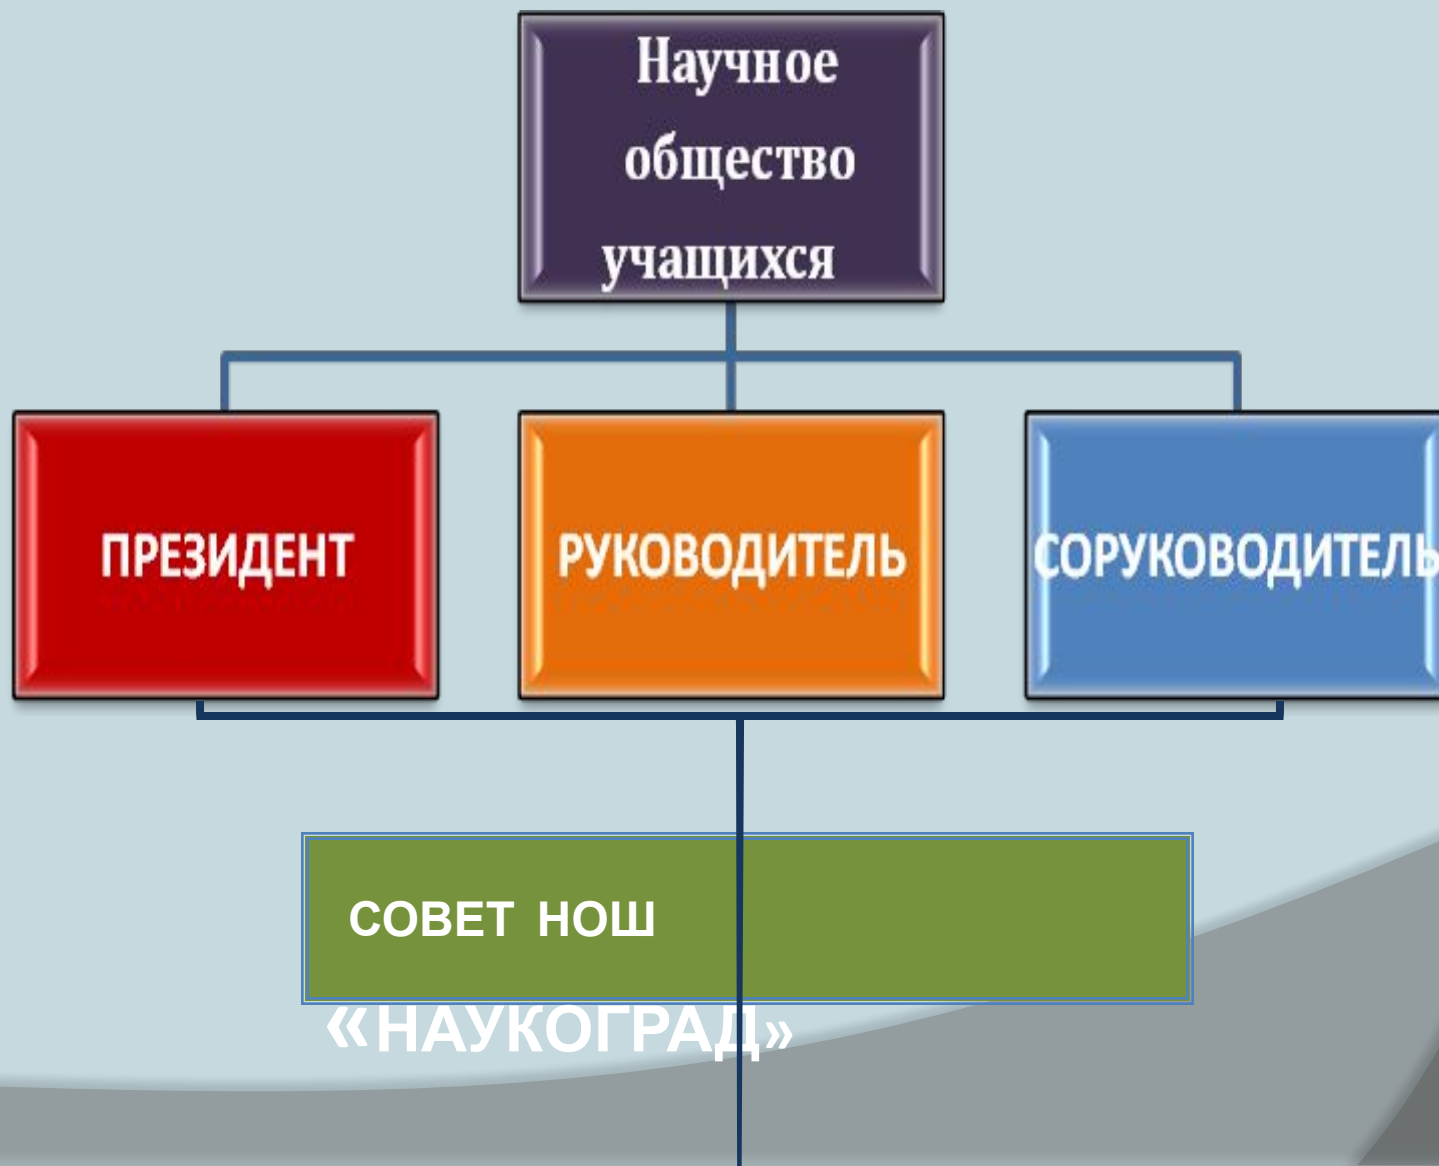 Научное
общество
учащихся
ПРЕЗИДЕНТ
РУКОВОДИТЕЛЬ
СОРУКОВОДИТЕЛЬ
СОВЕТ НОШ
«НАУКОГРАД»